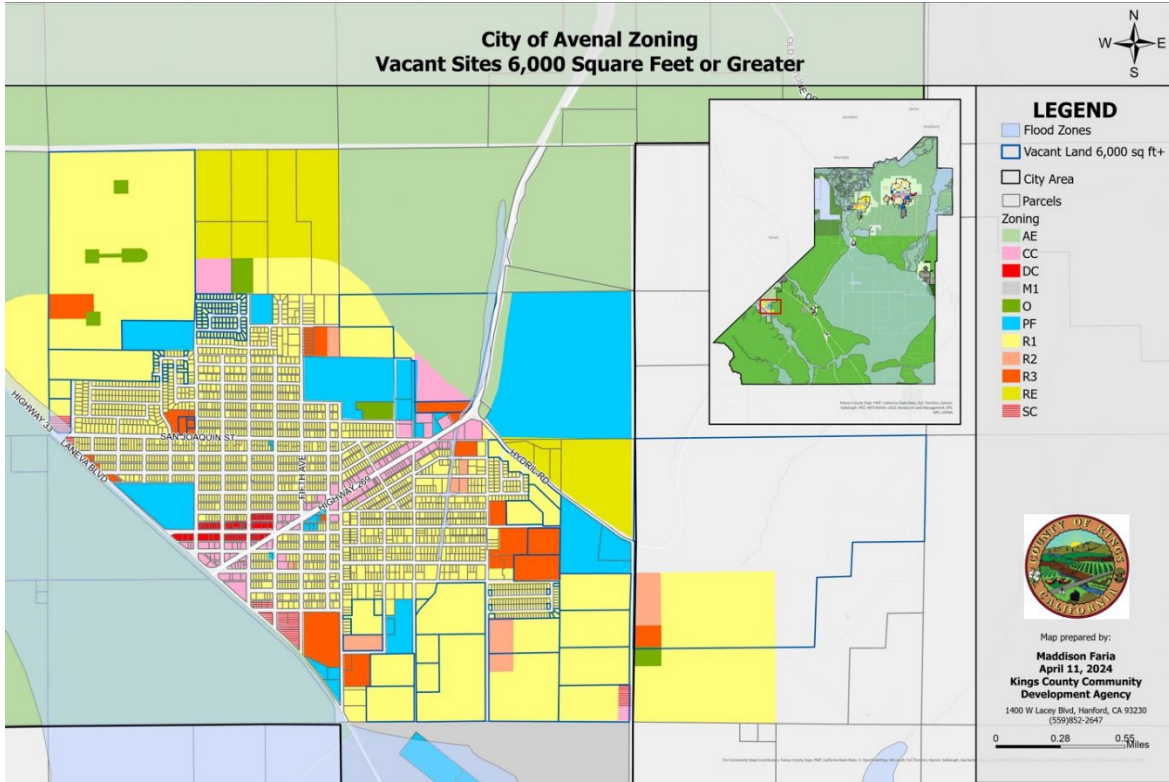 City of Avenal Zoning
Vacant Sites 6,000 Square Feet or Greater
N
W E
S
LEGEND
Flood Zones
Vacant Land 6,000 sq ft+
City Area
Parcels
Zoning
AE
CC
DC
M1
O
PF
R1
R2
R3
RE
SC
HIGHWAY 33
LANEVA BLVD
SAN JOAQUIN ST
FIFTH AVE
HIGHWAY 269
HYDRIL RD
COUNTY OF KINGS
CALIFORNIA
Map prepared by:
Maddison Faria
April 11, 2024
Kings County Community
Development Agency
1400 W Lacey Blvd, Hanford, CA 93230
(559)852-2647
0 0.28 0.55
Miles